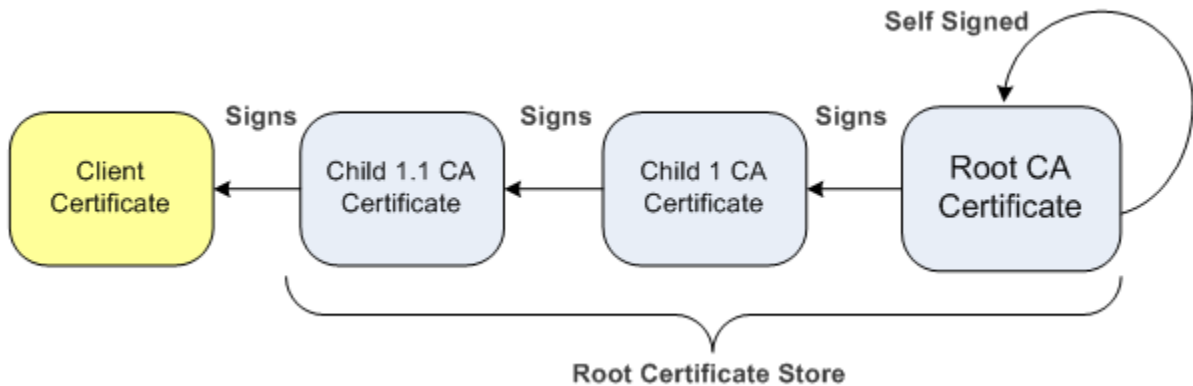 Self Signed
Signs
Signs
Signs
Client
Certificate
Child 1.1 CA
Certificate
Child 1 CA
Certificate
Root CA
Certificate
Root Certificate Store